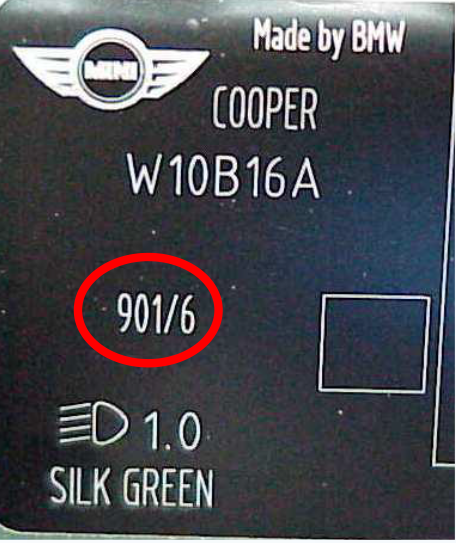 Made by BMW
MINI
COOPER
W10B16A
901/6
1.0
SILK GREEN